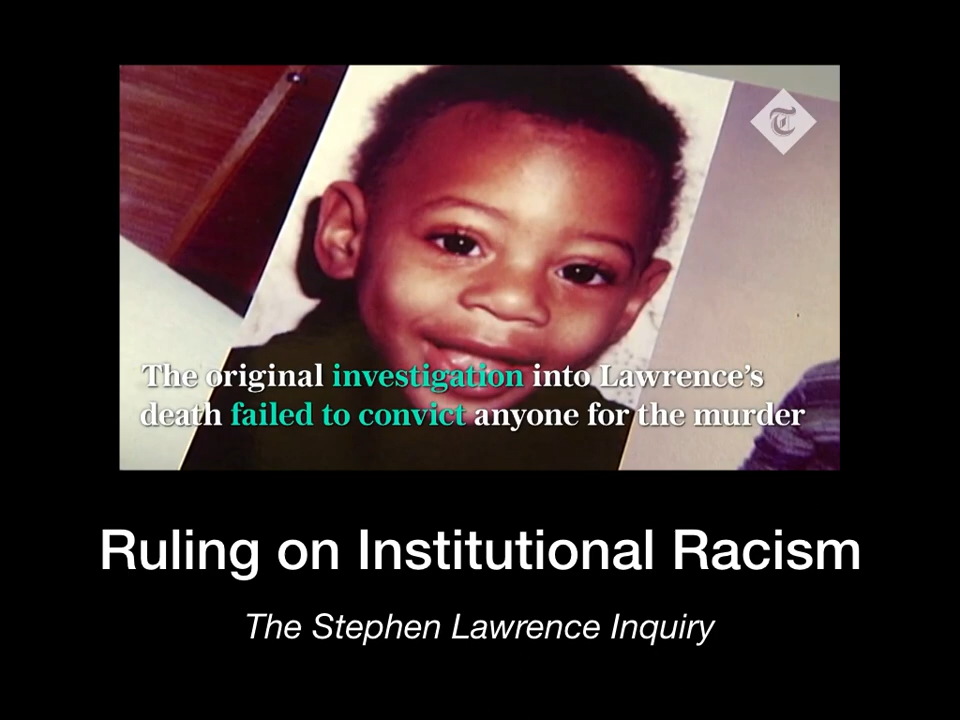 The original investigation into Lawrence's
death failed to convict anyone for the murder
Ruling on Institutional Racism
The Stephen Lawrence Inquiry